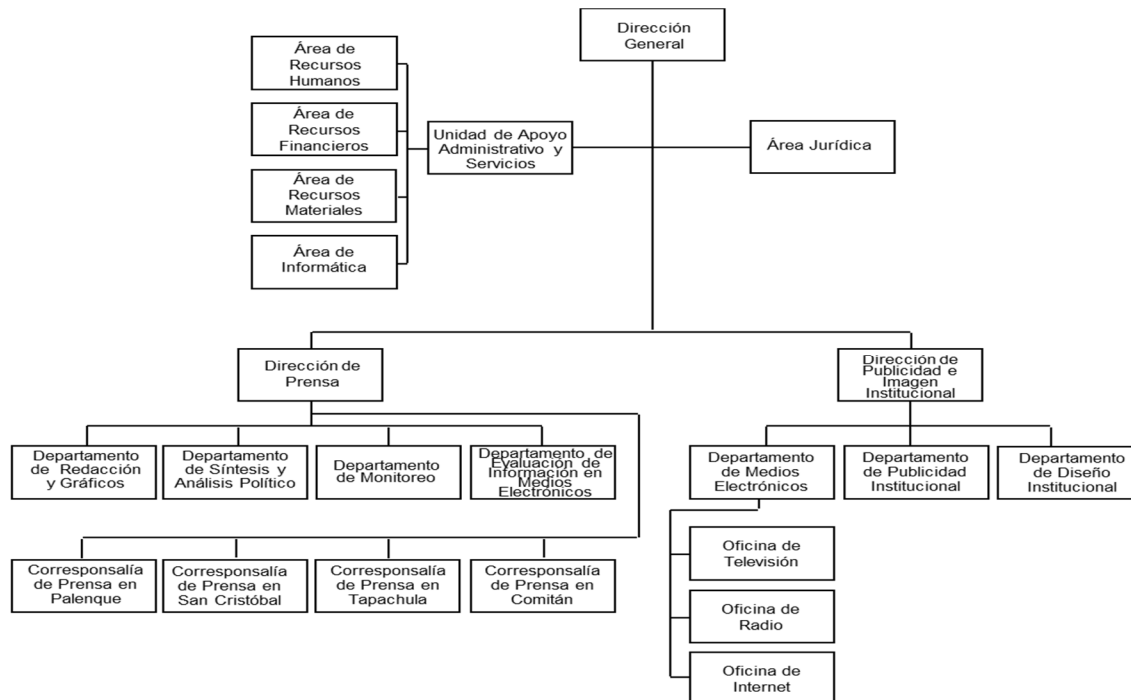 Dirección
General
Área de
Recursos
Humanos
Área de
Recursos
Financieros
Área de
Recursos
Materiales
Área de
Informática
Unidad de Apoyo
Administrativo y
Servicios
Área Jurídica
Dirección de
Prensa
Dirección de
Publicidad e
Imagen
Institucional
Departamento
de Redacción
y Gráficos
Departamento
de Síntesis y
Análisis Político
Departamento
de Monitoreo
Departamento de
Evaluación de
Información en
Medios
Electrónicos
Departamento
de Medios
Electrónicos
Departamento
de Publicidad
Institucional
Departamento
de Diseño
Institucional
Corresponsalía
de Prensa en
Palenque
Corresponsalía
de Prensa en
San Cristóbal
Corresponsalía
de Prensa en
Tapachula
Corresponsalía
de Prensa en
Comitán
Oficina de
Televisión
Oficina de
Radio
Oficina de
Internet